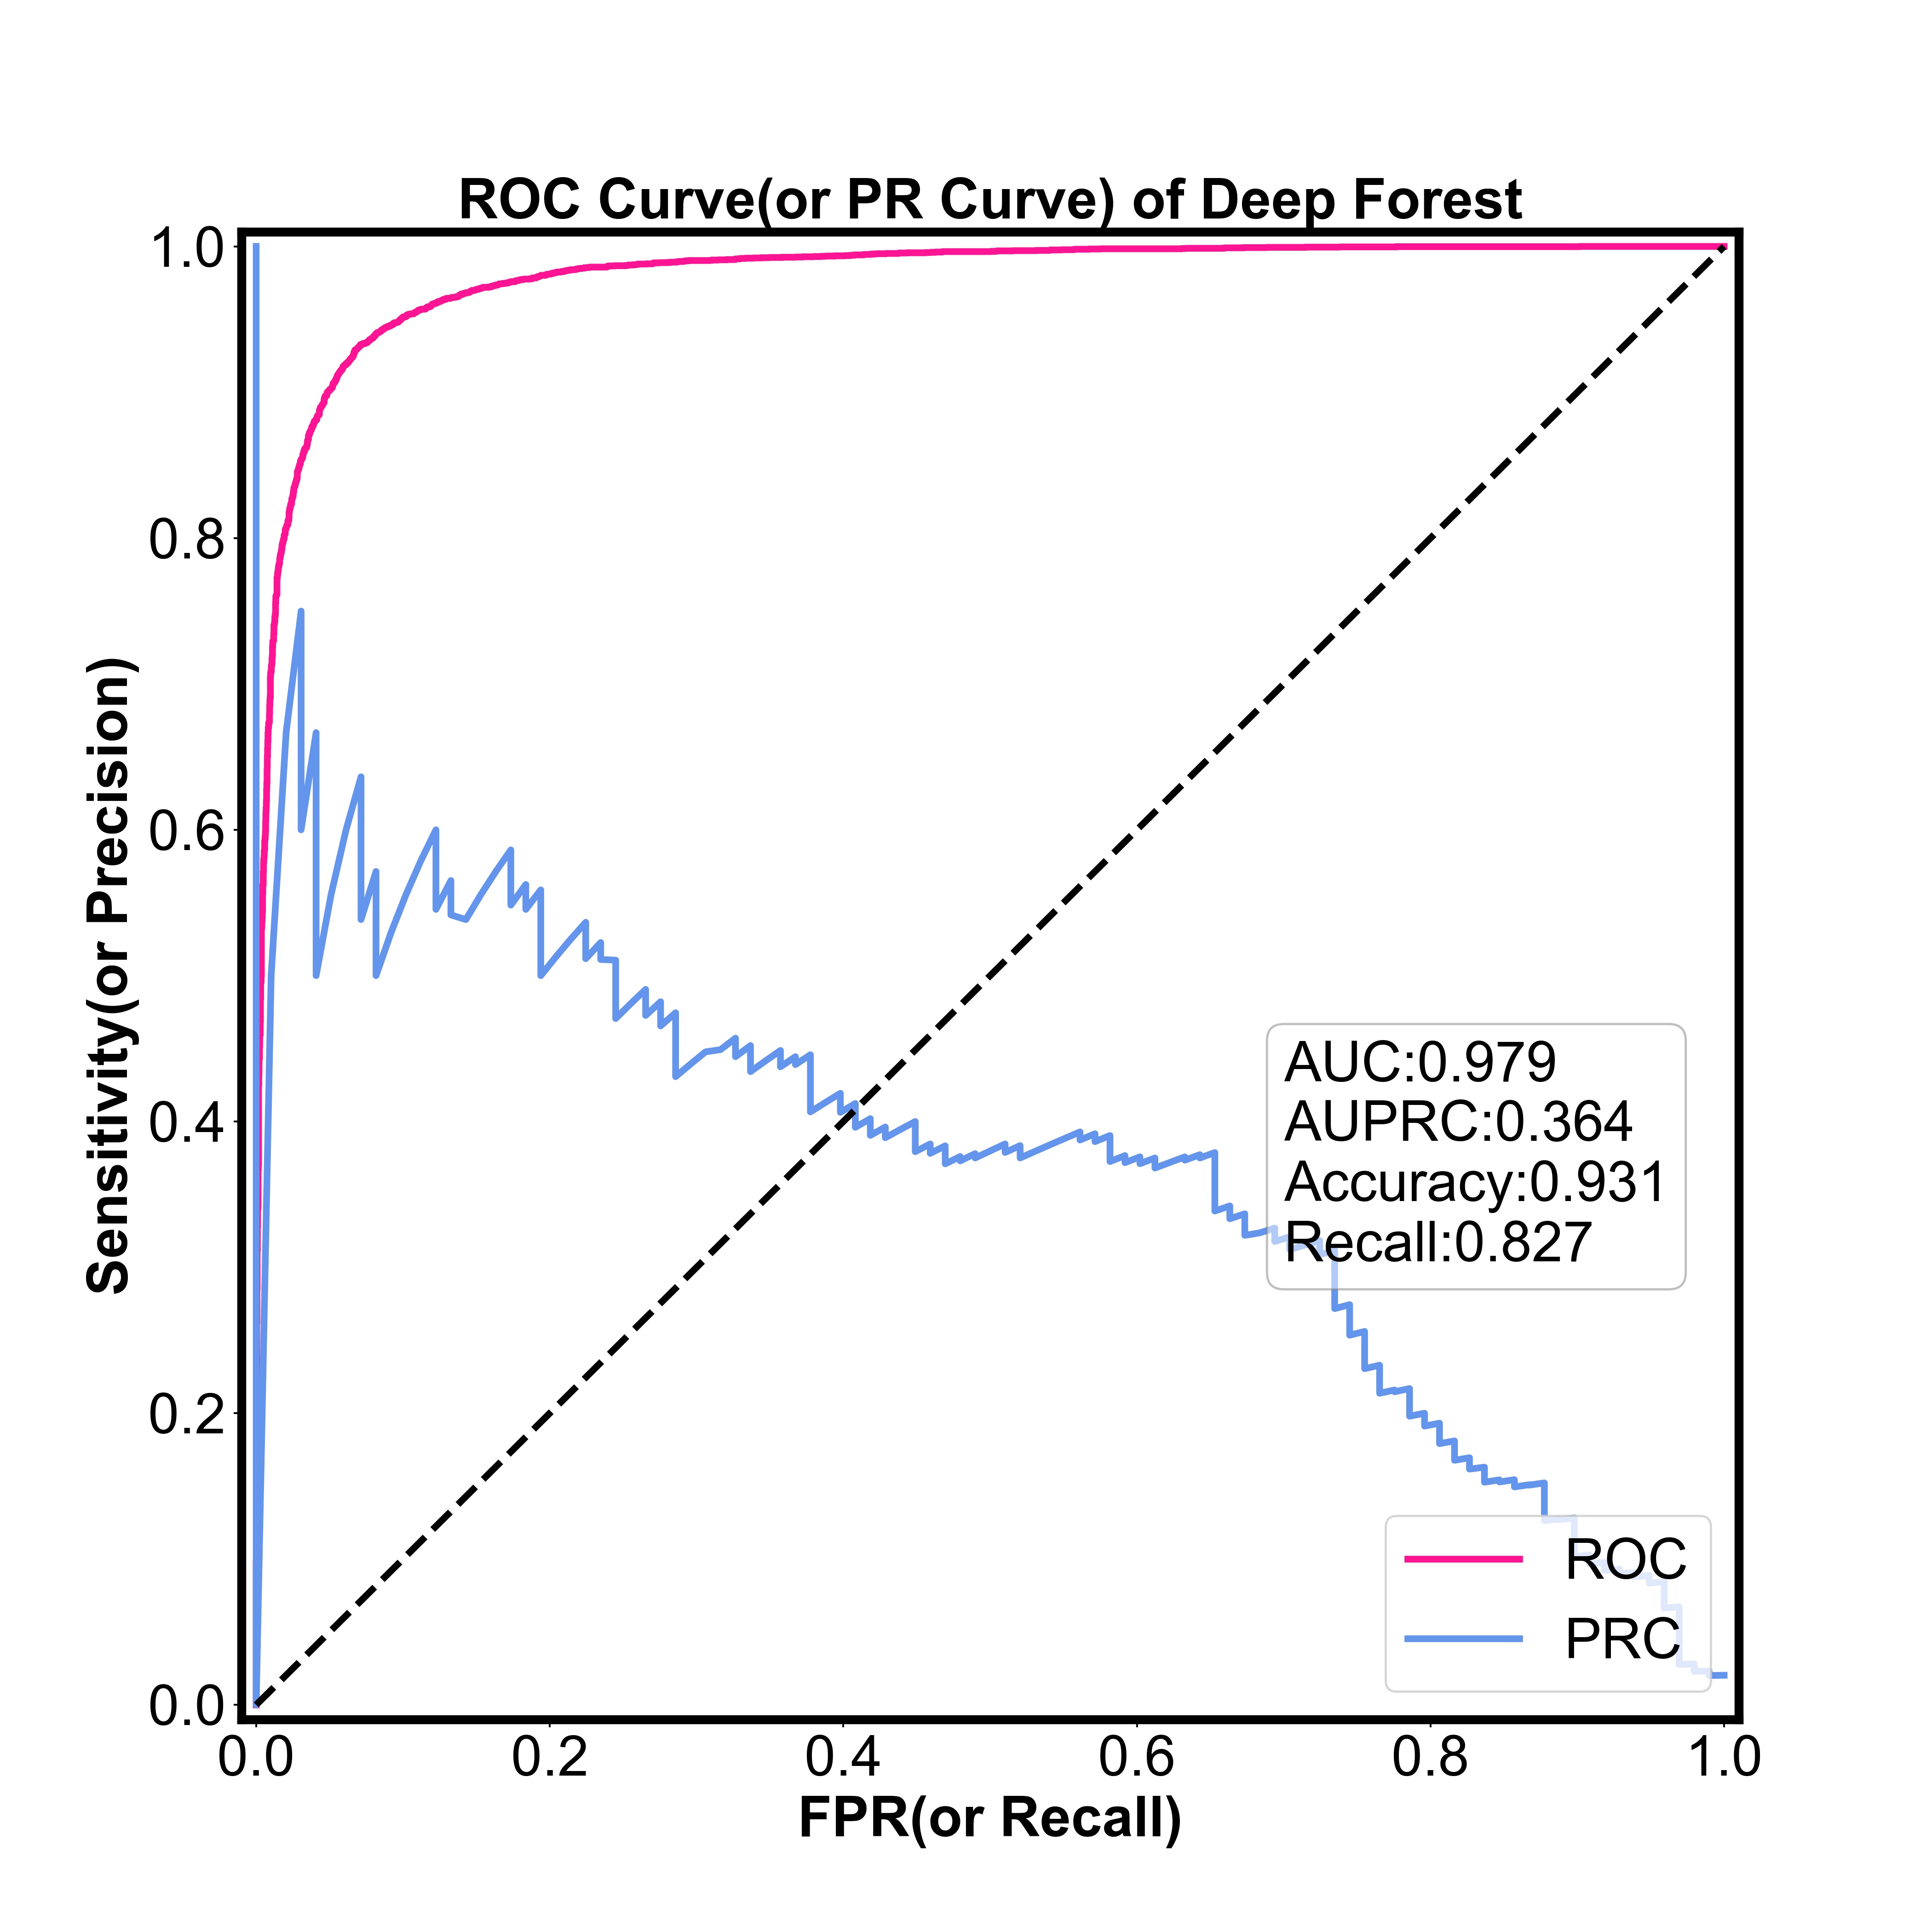 ROC Curve(or PR Curve) of Deep Forest
1.0
0.8
0.6
0.4
0.2
0.0
Sensitivity(or Precision)
AUC:0.979
AUPRC:0.364
Accuracy:0.931
Recall:0.827
ROC
PRC
0.0 0.2 0.4 0.6 0.8 1.0
FPR(or Recall)